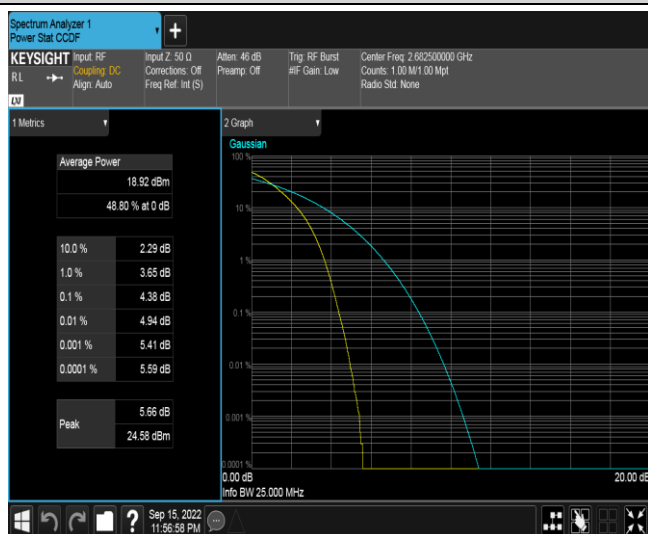 Spectrum Analyzer 1
Power Stat CCDF
+
KEYSIGHT
RL
LXI
Input: RF
Coupling: DC
Align: Auto
Input Z: 50 Ω
Corrections: Off
Freq Ref: Int (S)
Atten: 46 dB
Preamp: Off
Trig: RF Burst
#IF Gain: Low
Center Freq: 2.682500000 GHz
Counts: 1.00 M/1.00 Mpt
Radio Std: None
1 Metrics
Average Power
18.92 dBm
48.80 % at 0 dB
10.0 % 2.29 dB
1.0 % 3.65 dB
0.1 % 4.38 dB
0.01 % 4.94 dB
0.001 % 5.41 dB
0.0001 % 5.59 dB
Peak
5.66 dB
24.58 dBm
2 Graph
Gaussian
100 %
10 %
1 %
0.1 %
0.01 %
0.001 %
0.0001 %
0.00 dB
20.00 dB
Info BW 25.000 MHz
?
Sep 15, 2022
11:56:58 PM